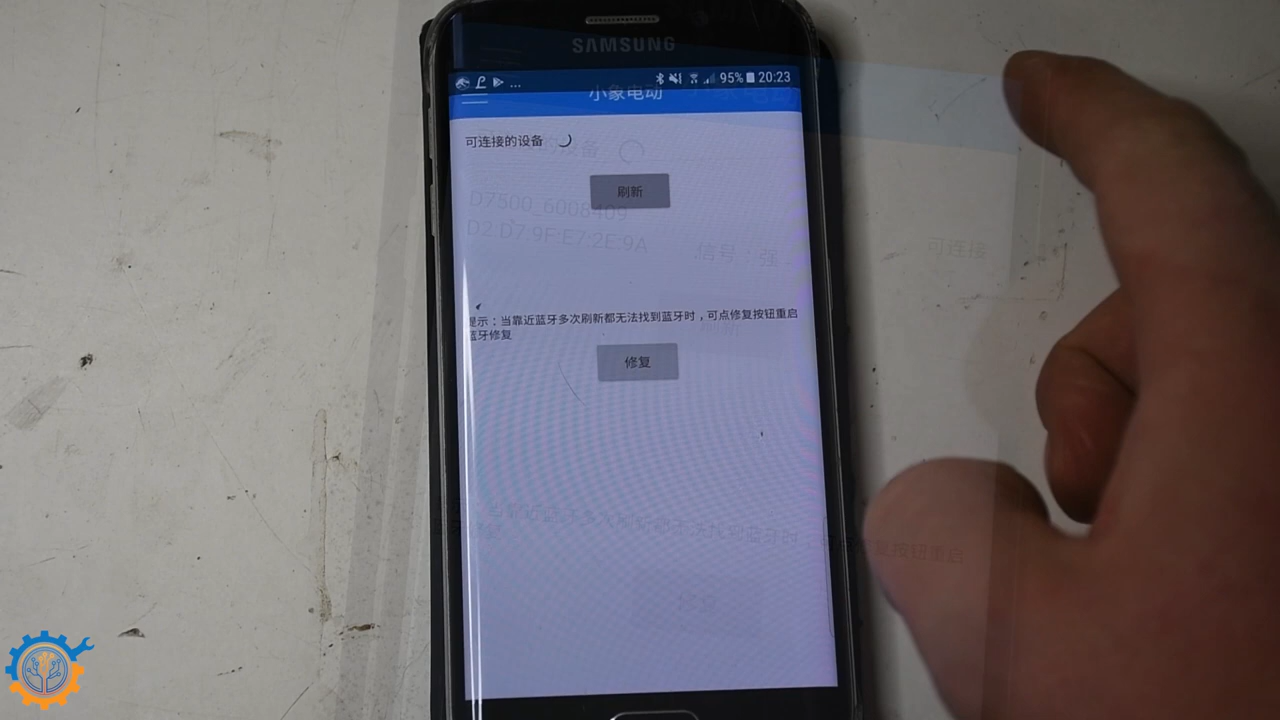 SAMSUNG
95% 20:23
小象电动
可连接的设备
刷新
D7500_6008409
D2:D7:9F:E7:2E:9A
信号：强
可连接
提示：当靠近蓝牙多次刷新都无法找到蓝牙时，可点修复按钮重启
蓝牙修复
修复